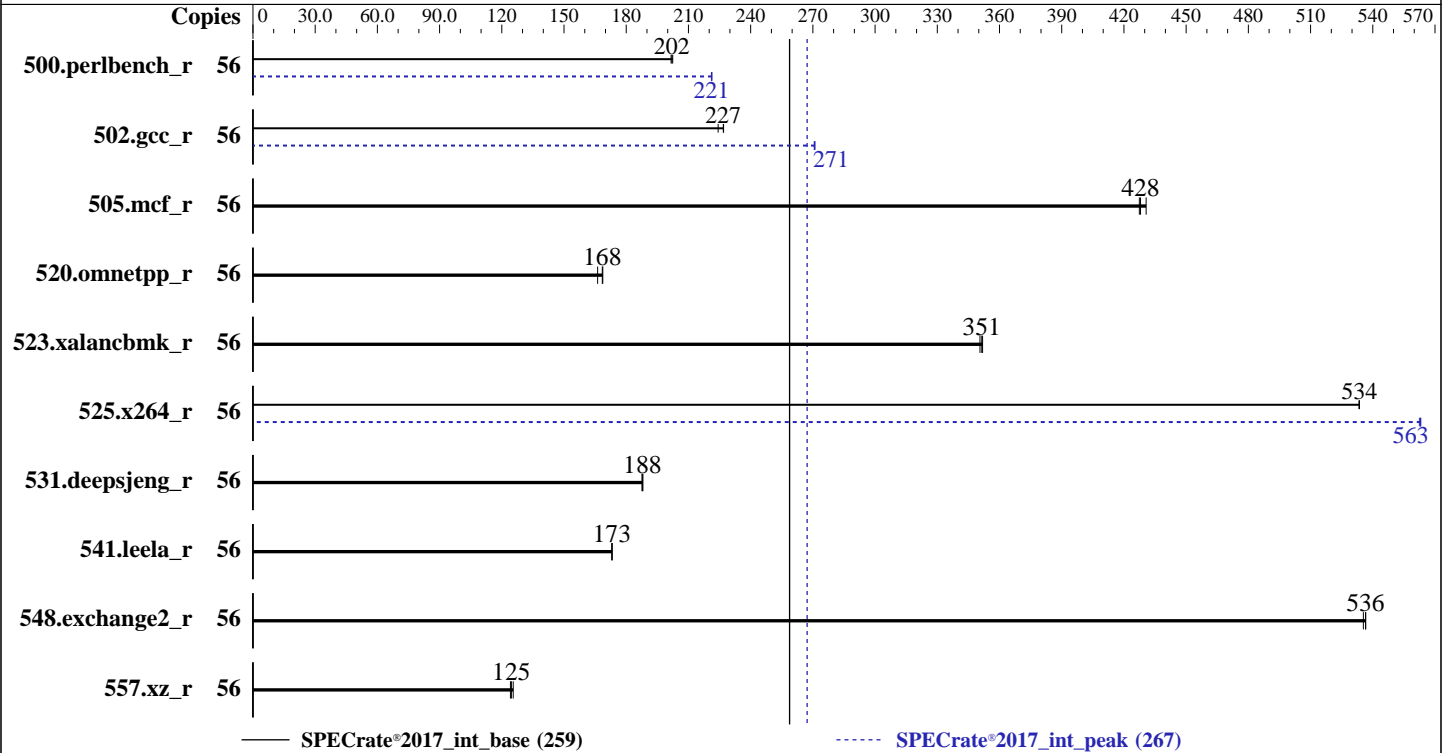 Copies 0 30.0 60.0 90.0 120 150 180 210 240 270 300 330 360 390 420 450 480 510 540 570
500.perlbench_r 56 202
221
502.gcc_r 56 227
271
505.mcf_r 56 428
520.omnetpp_r 56 168
523.xalancbmk_r 56 351
525.x264_r 56 534
563
531.deepsjeng_r 56 188
541.leela_r 56 173
548.exchange2_r 56 536
557.xz_r 56 125
SPECrate®2017_int_base (259) SPECrate®2017_int_peak (267)